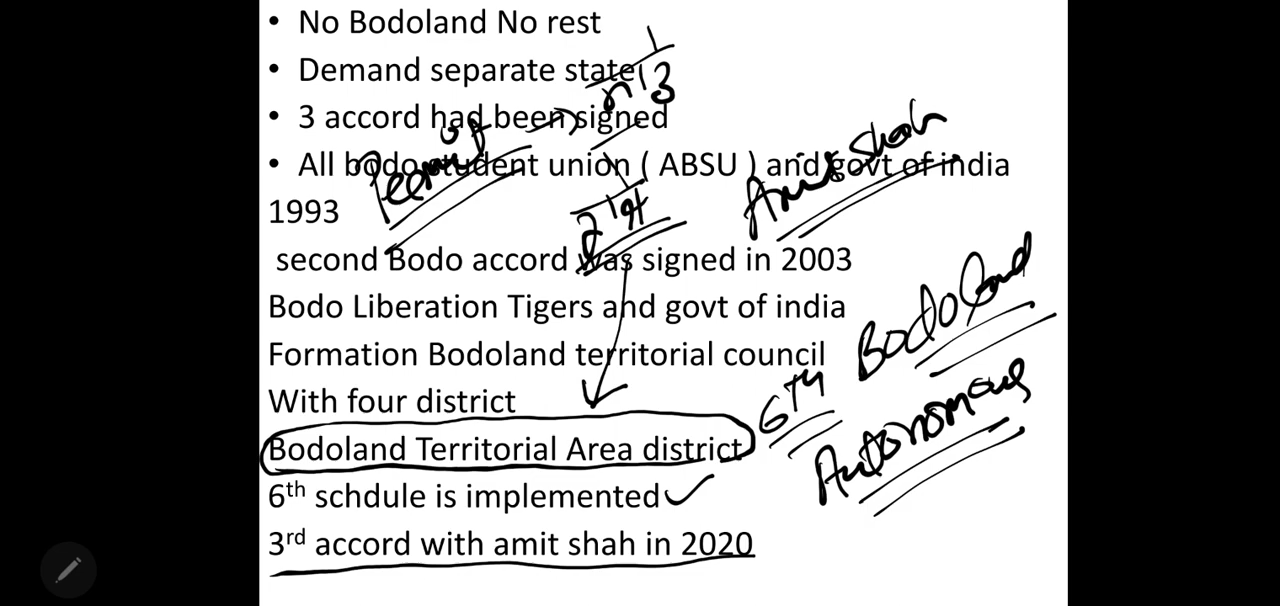 • No Bodoland No rest
• Demand separate state
• 3 accord had been signed
• All bodo student union ( ABSU ) and govt of india
1993
second Bodo accord was signed in 2003
Bodo Liberation Tigers and govt of india
Formation Bodoland territorial council
With four district
Bodoland Territorial Area district
6th schdule is implemented
3rd accord with amit shah in 2020
Permit
Amit Shah
Bodoland
6TH
Autonomous